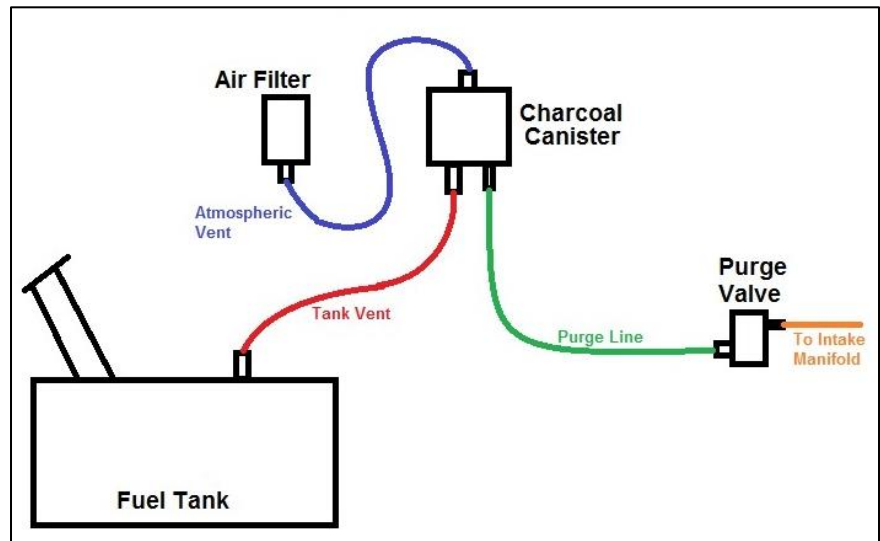 Air Filter
Charcoal
Canister
Atmospheric
Vent
Purge
Valve
Tank Vent
Purge Line
To Intake
Manifold
Fuel Tank